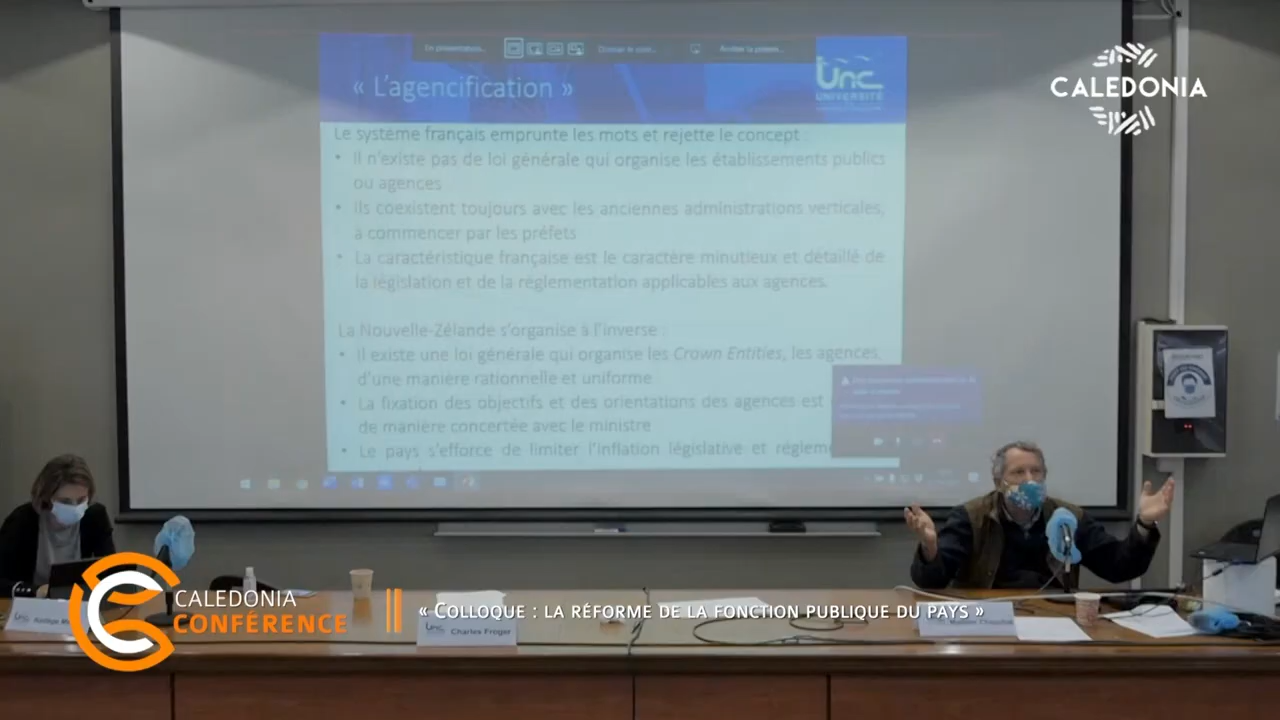 En présentation...
« L'agencification »
Unc
UNIVERSITÉ
CALEDONIA
Le système français emprunte les mots et rejette le concept :
• Il n'existe pas de loi générale qui organise les établissements publics
ou agences
• Ils coexistent toujours avec les anciennes administrations verticales,
à commencer par les préfets
• La caractéristique française est le caractère minutieux et détaillé de
la législation et de la réglementation applicables aux agences.
La Nouvelle-Zélande s'organise à l'inverse :
• Il existe une loi générale qui organise les Crown Entities, les agences,
d'une manière rationnelle et uniforme
• La fixation des objectifs et des orientations des agences est
de manière concertée avec le ministre
• Le pays s'efforce de limiter l'inflation législative et
CALEDONIA
CONFÉRENCE
« COLLOQUE : LA RÉFORME DE LA FONCTION PUBLIQUE DU PAYS »
Unc
Charles Froger